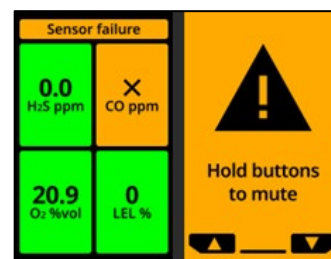 Sensor failure
0.0
H₂S ppm
✕
CO ppm
20.9
O₂ %vol
0
LEL %
!
Hold buttons
to mute